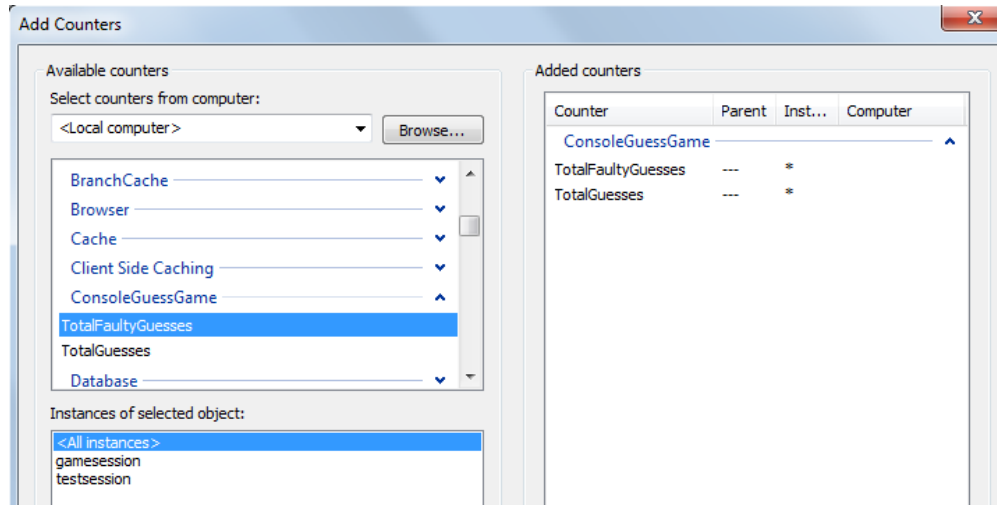 Add Counters
Available counters
Select counters from computer:
<Local computer>
Browse...
BranchCache
Browser
Cache
Client Side Caching
ConsoleGuessGame
TotalFaultyGuesses
TotalGuesses
Database
Instances of selected object:
<All instances>
gamesession
testsession
Added counters
Counter Parent Inst... Computer
ConsoleGuessGame
TotalFaultyGuesses --- *
TotalGuesses --- *